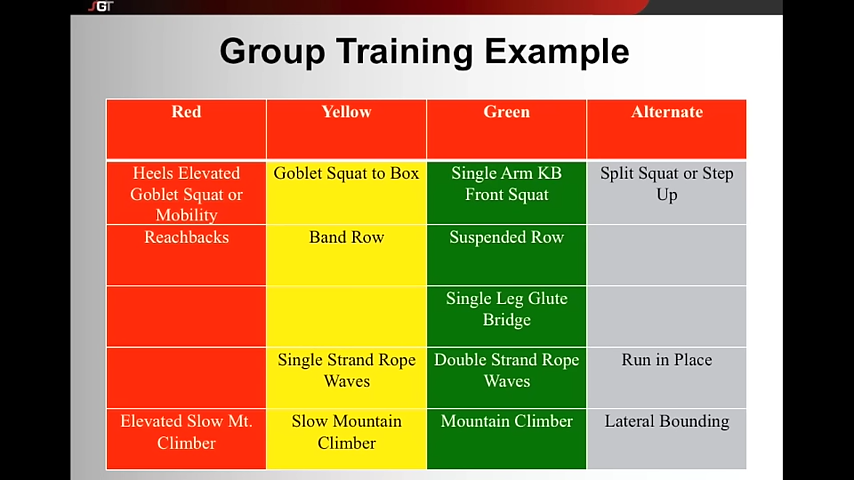 SGT
Group Training Example
Red Yellow Green Alternate
Heels Elevated Goblet Squat or Mobility
Goblet Squat to Box
Single Arm KB Front Squat
Split Squat or Step Up
Reachbacks
Band Row
Suspended Row
Single Leg Glute Bridge
Single Strand Rope Waves
Double Strand Rope Waves
Run in Place
Elevated Slow Mt. Climber
Slow Mountain Climber
Mountain Climber
Lateral Bounding